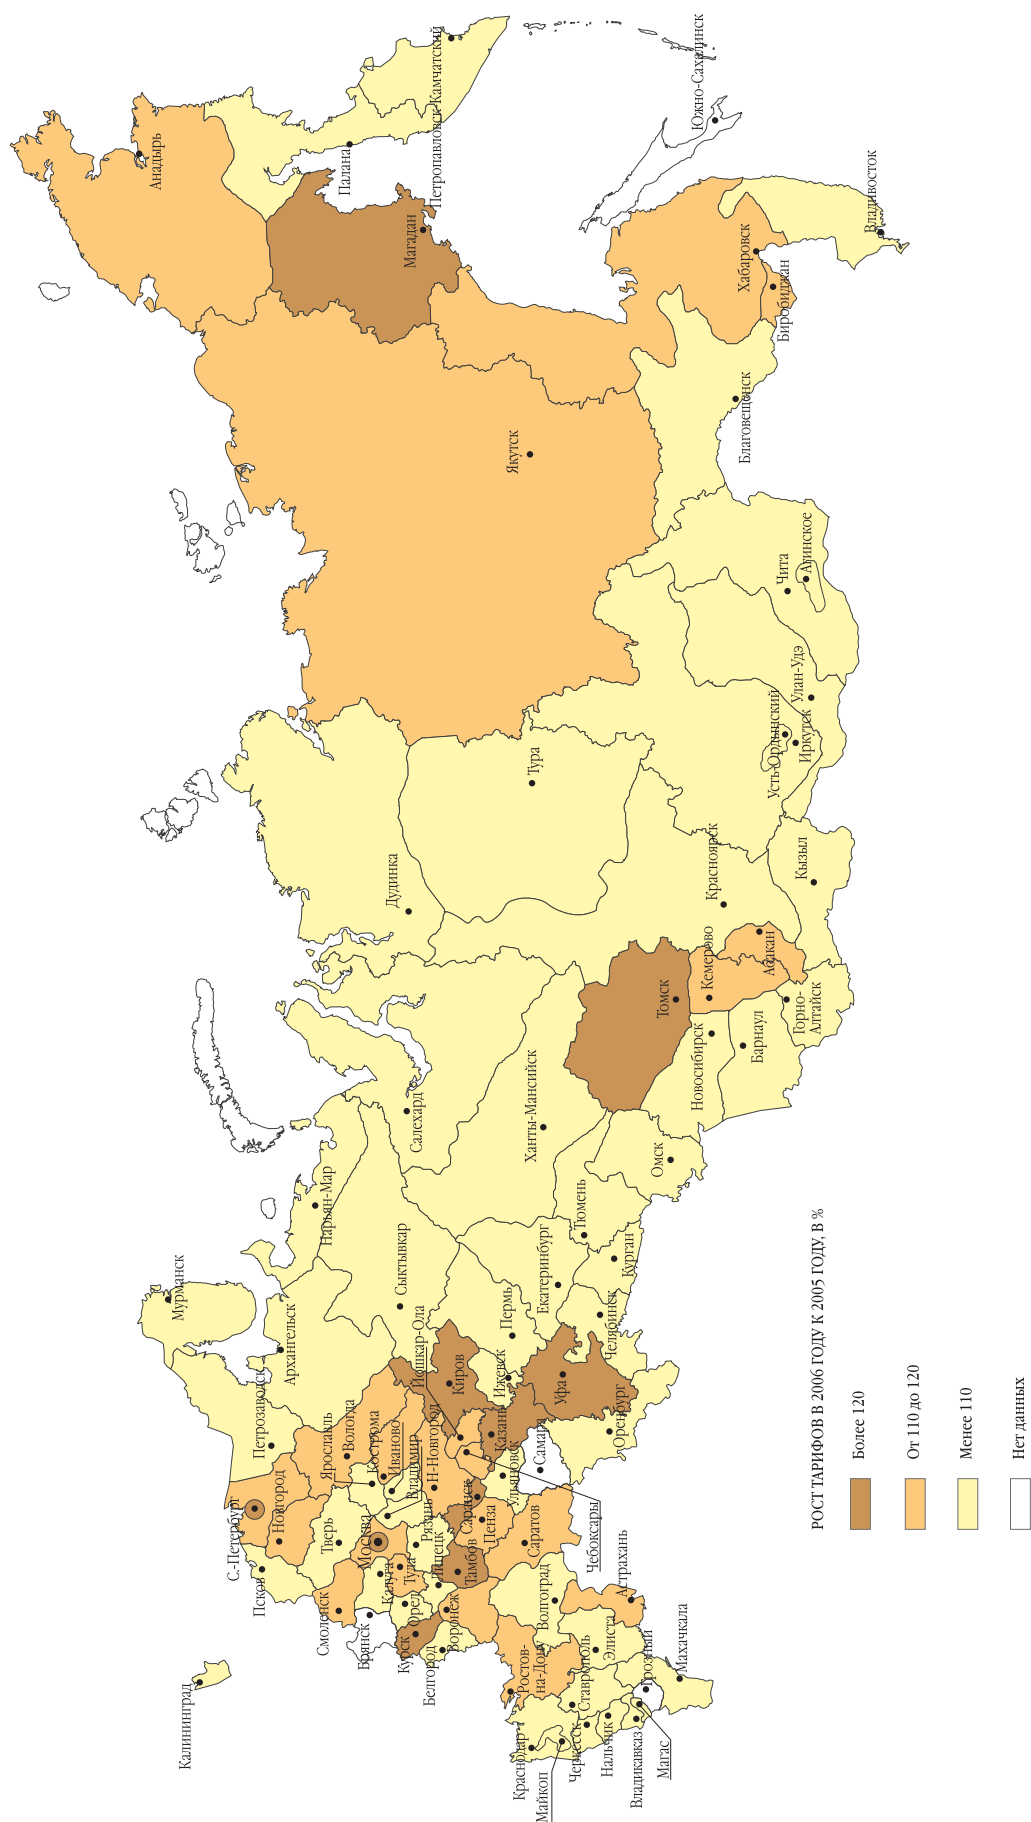 Анадырь
Палана
Петропавловск-Камчатский
Магадан
Южно-Сахалинск
Владивосток
Хабаровск
Биробиджан
Благовещенск
Якутск
Чита
Агинское
Улан-Удэ
Усть-Ордынский
Иркутск
Тура
Дудинка
Красноярск
Кызыл
Абакан
Кемерово
Томск
Горно-
Алтайск
Барнаул
Новосибирск
Салехард
Ханты-Мансийск
Омск
Тюмень
Курган
Екатеринбург
Челябинск
Нарьян-Мар
Мурманск
Архангельск
Сыктывкар
Пермь
Йошкар-Ола
Киров
Ижевск
Уфа
Оренбург
Петрозаводск
Вологда
Ярославль
Кострома
Иваново
Владимир
Н-Новгород
Казань
Ульяновск
Самара
С.-Петербург
Новгород
Псков
Тверь
Москва
Рязань
Саранск
Пенза
Саратов
Чебоксары
Смоленск
Калуга
Тула
Липецк
Тамбов
Брянск
Орел
Курск
Воронеж
Белгород
Волгоград
Астрахань
Калининград
Ростов-
на-Дону
Элиста
Ставрополь
Грозный
Махачкала
Краснодар
Майкоп
Черкесск
Нальчик
Владикавказ
Магас
РОСТ ТАРИФОВ В 2006 ГОДУ К 2005 ГОДУ, В %
Более 120
От 110 до 120
Менее 110
Нет данных